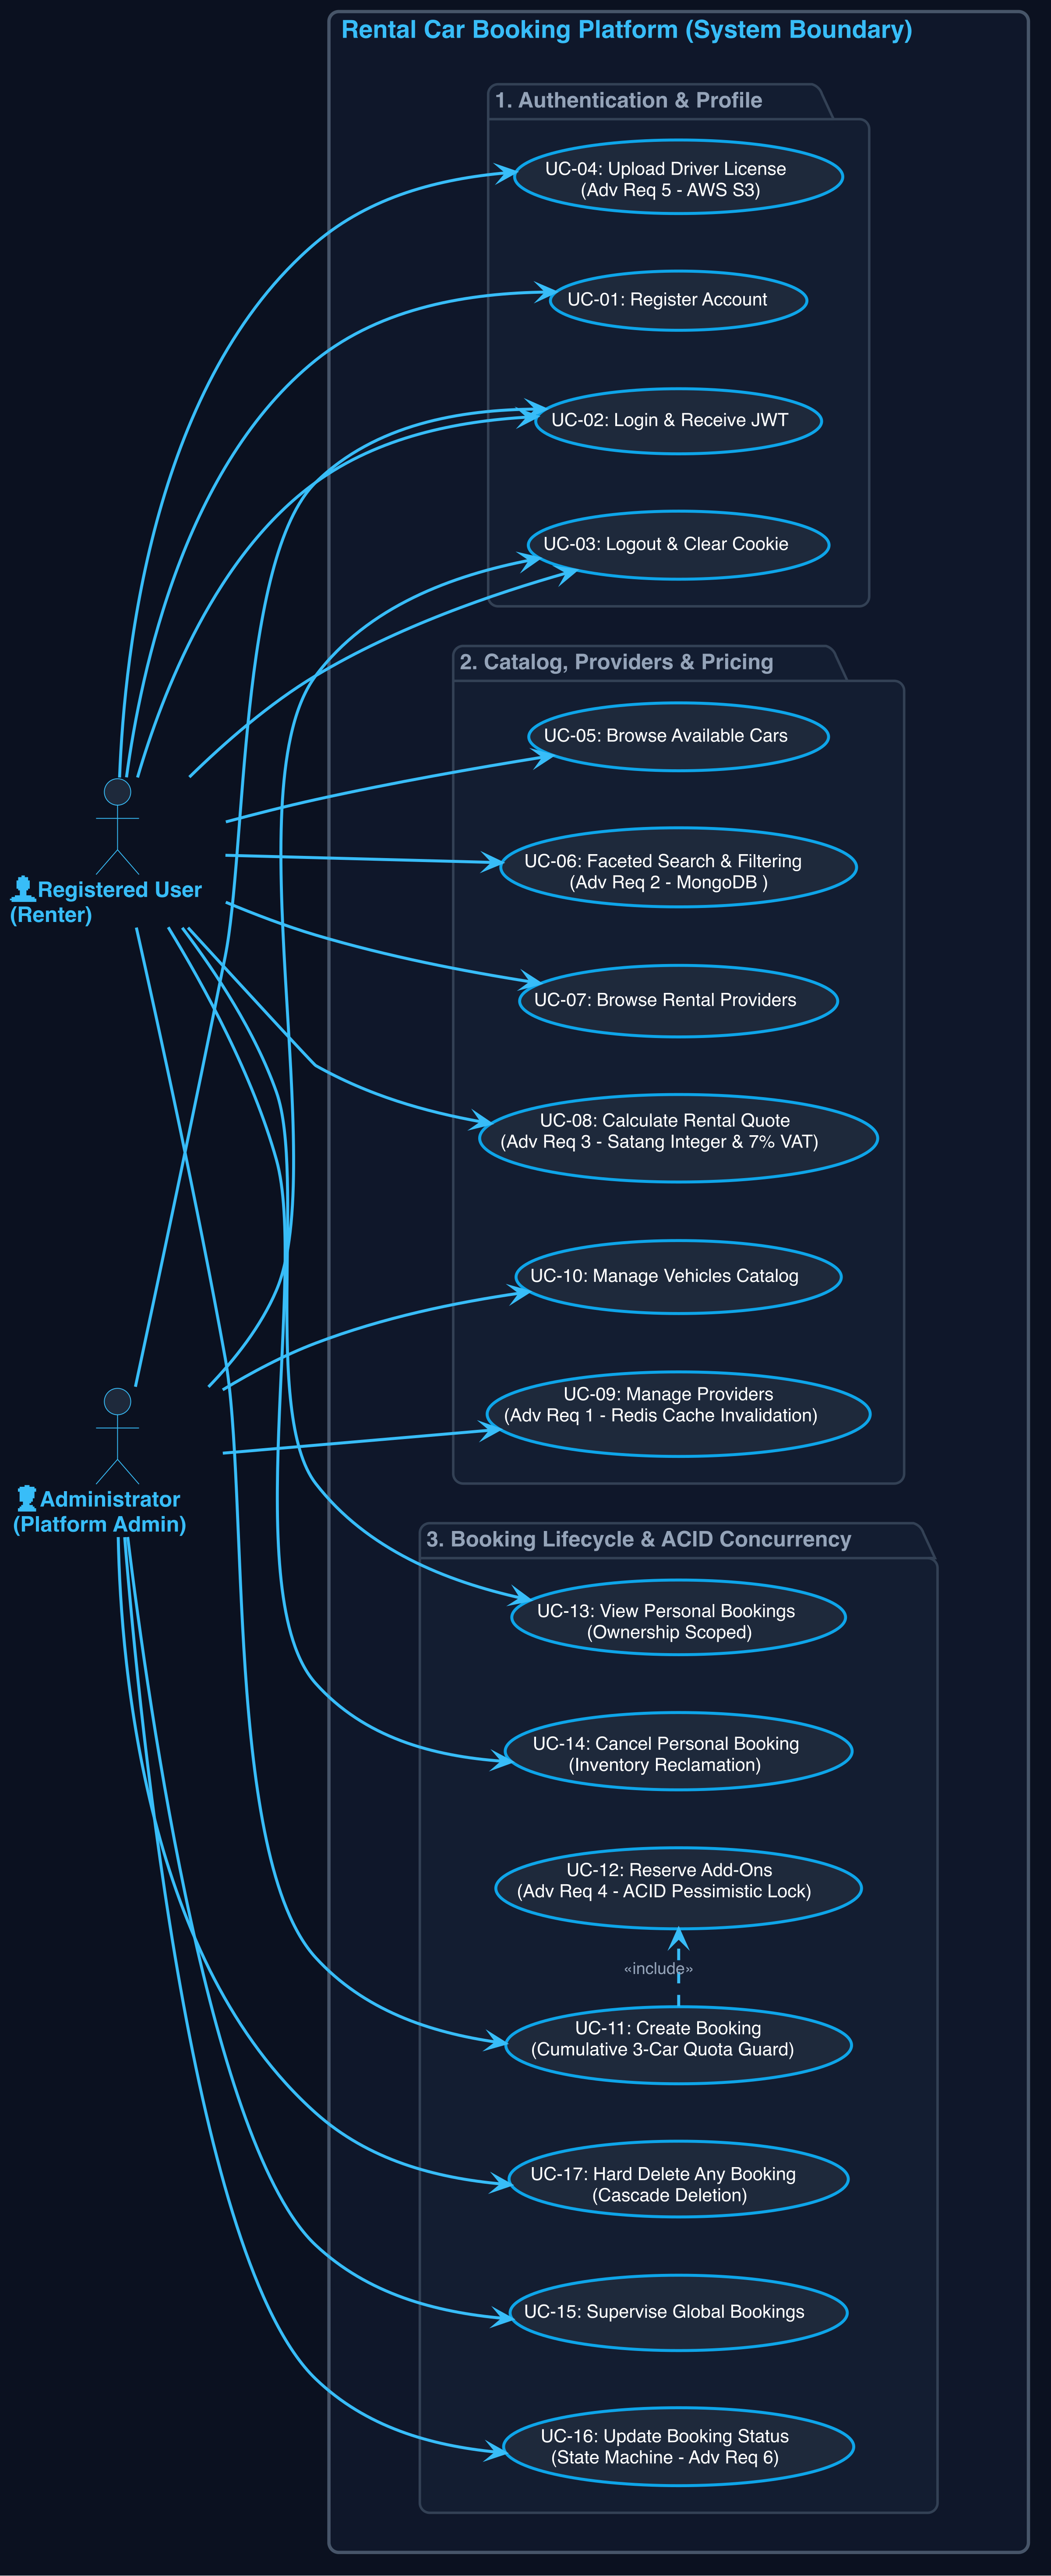 Rental Car Booking Platform (System Boundary)
1. Authentication & Profile
UC-04: Upload Driver License
(Adv Req 5 - AWS S3)
UC-01: Register Account
UC-02: Login & Receive JWT
UC-03: Logout & Clear Cookie
2. Catalog, Providers & Pricing
UC-05: Browse Available Cars
UC-06: Faceted Search & Filtering
(Adv Req 2 - MongoDB )
UC-07: Browse Rental Providers
UC-08: Calculate Rental Quote
(Adv Req 3 - Satang Integer & 7% VAT)
UC-10: Manage Vehicles Catalog
UC-09: Manage Providers
(Adv Req 1 - Redis Cache Invalidation)
3. Booking Lifecycle & ACID Concurrency
UC-13: View Personal Bookings
(Ownership Scoped)
UC-14: Cancel Personal Booking
(Inventory Reclamation)
UC-12: Reserve Add-Ons
(Adv Req 4 - ACID Pessimistic Lock)
«include»
UC-11: Create Booking
(Cumulative 3-Car Quota Guard)
UC-17: Hard Delete Any Booking
(Cascade Deletion)
UC-15: Supervise Global Bookings
UC-16: Update Booking Status
(State Machine - Adv Req 6)
Registered User
(Renter)
Administrator
(Platform Admin)